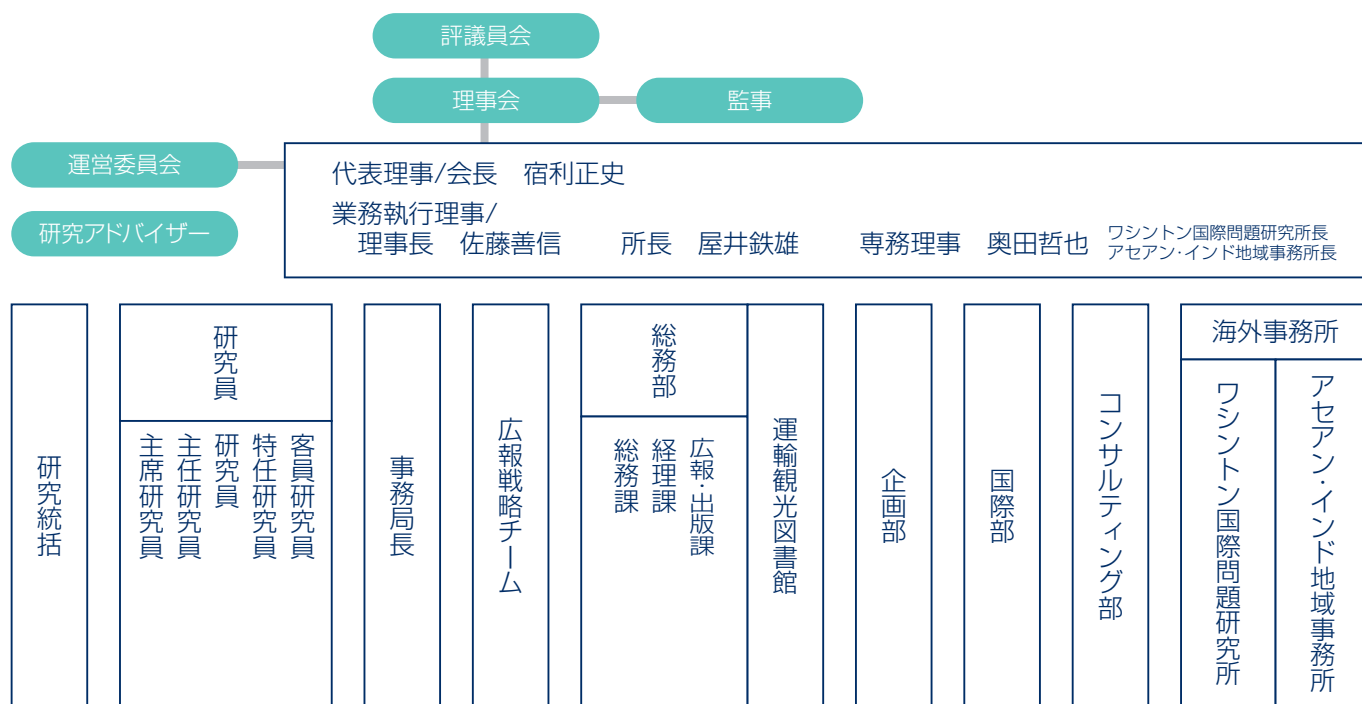 評議員会
理事会
監事
運営委員会
研究アドバイザー
代表理事/会長 宿利正史
業務執行理事/
理事長 佐藤善信 所長 屋井鉄雄 専務理事 奥田哲也 ワシントン国際問題研究所長
アセアン・インド地域事務所長
研究統括
研究員
主席研究員
主任研究員
研究員
特任研究員
客員研究員
事務局長
広報戦略チーム
総務部
総務課
経理課
広報・出版課
運輸観光図書館
企画部
国際部
コンサルティング部
海外事務所
ワシントン国際問題研究所
アセアン・インド地域事務所